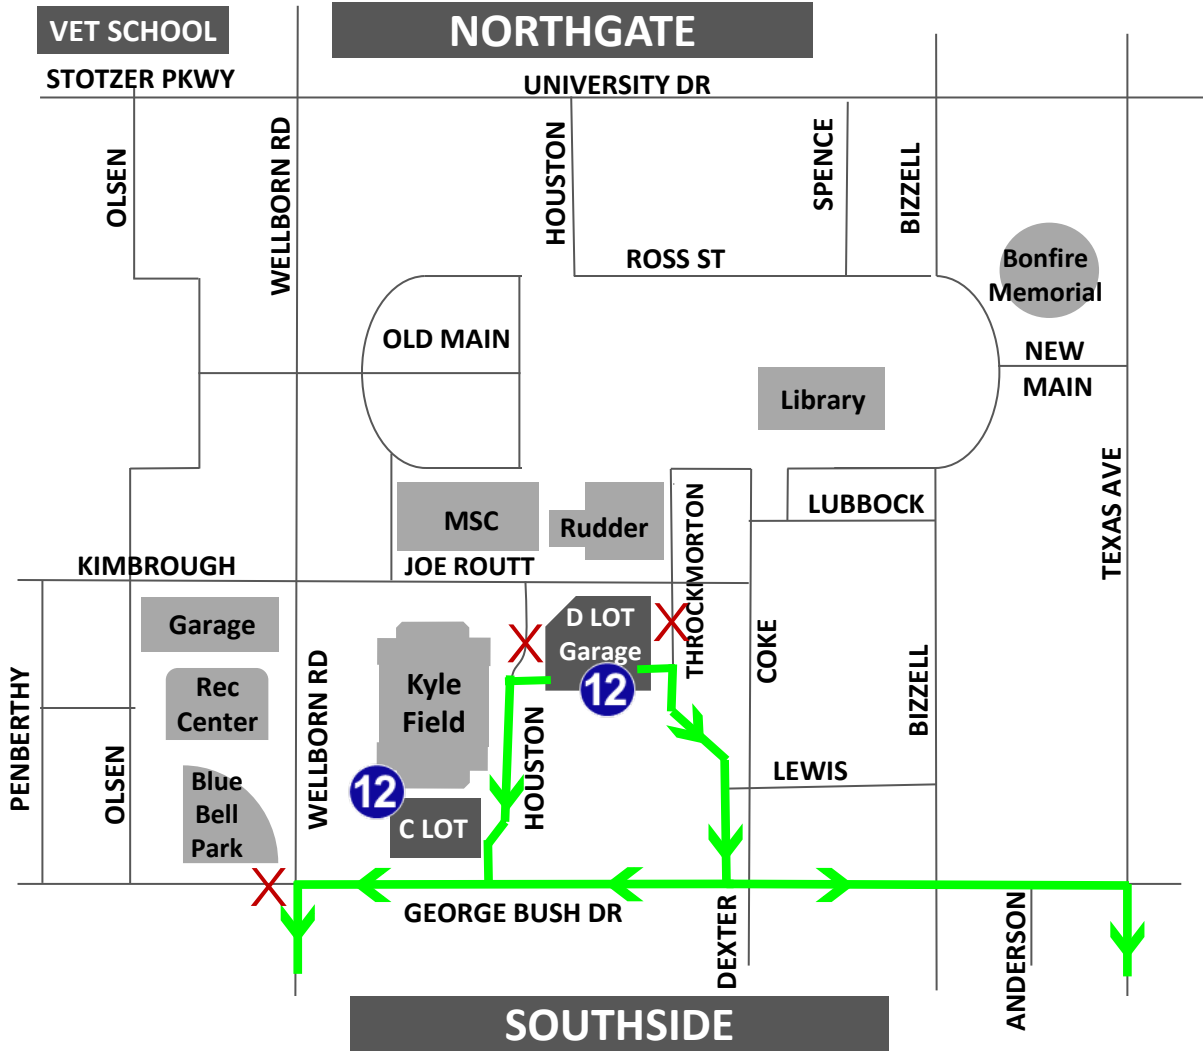 VET SCHOOL
NORTHGATE
STOTZER PKWY
UNIVERSITY DR
OLSEN
WELLBORN RD
HOUSTON
SPENCE
BIZZELL
ROSS ST
Bonfire
Memorial
OLD MAIN
NEW
MAIN
Library
TEXAS AVE
MSC
Rudder
THROCKMORTON
LUBBOCK
KIMBROUGH
JOE ROUTT
Garage
D LOT
Garage
12
COKE
PENBERTHY
Rec
Center
WELLBORN RD
Kyle
Field
BIZZELL
OLSEN
HOUSTON
LEWIS
Blue
Bell
Park
12
C LOT
GEORGE BUSH DR
DEXTER
ANDERSON
SOUTHSIDE